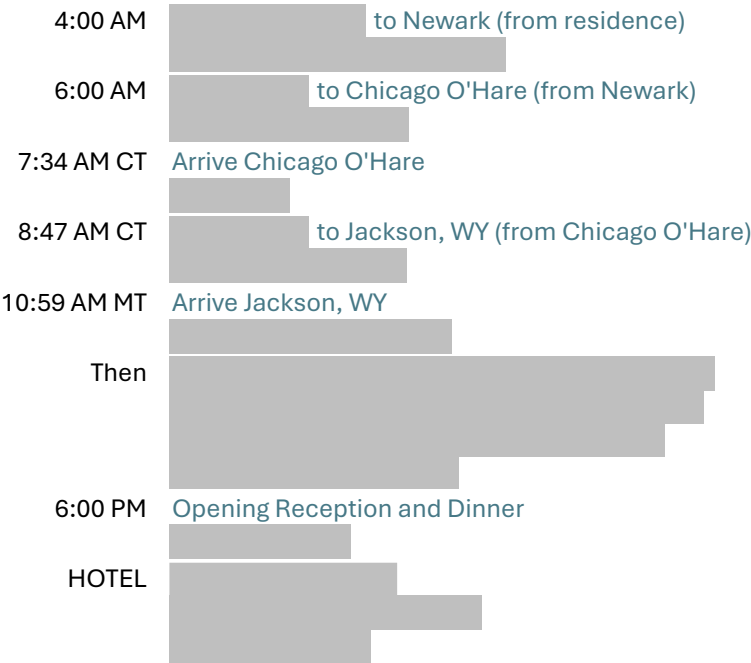 4:00 AM to Newark (from residence)
6:00 AM to Chicago O'Hare (from Newark)
7:34 AM CT Arrive Chicago O'Hare
8:47 AM CT to Jackson, WY (from Chicago O'Hare)
10:59 AM MT Arrive Jackson, WY
Then
6:00 PM Opening Reception and Dinner
HOTEL